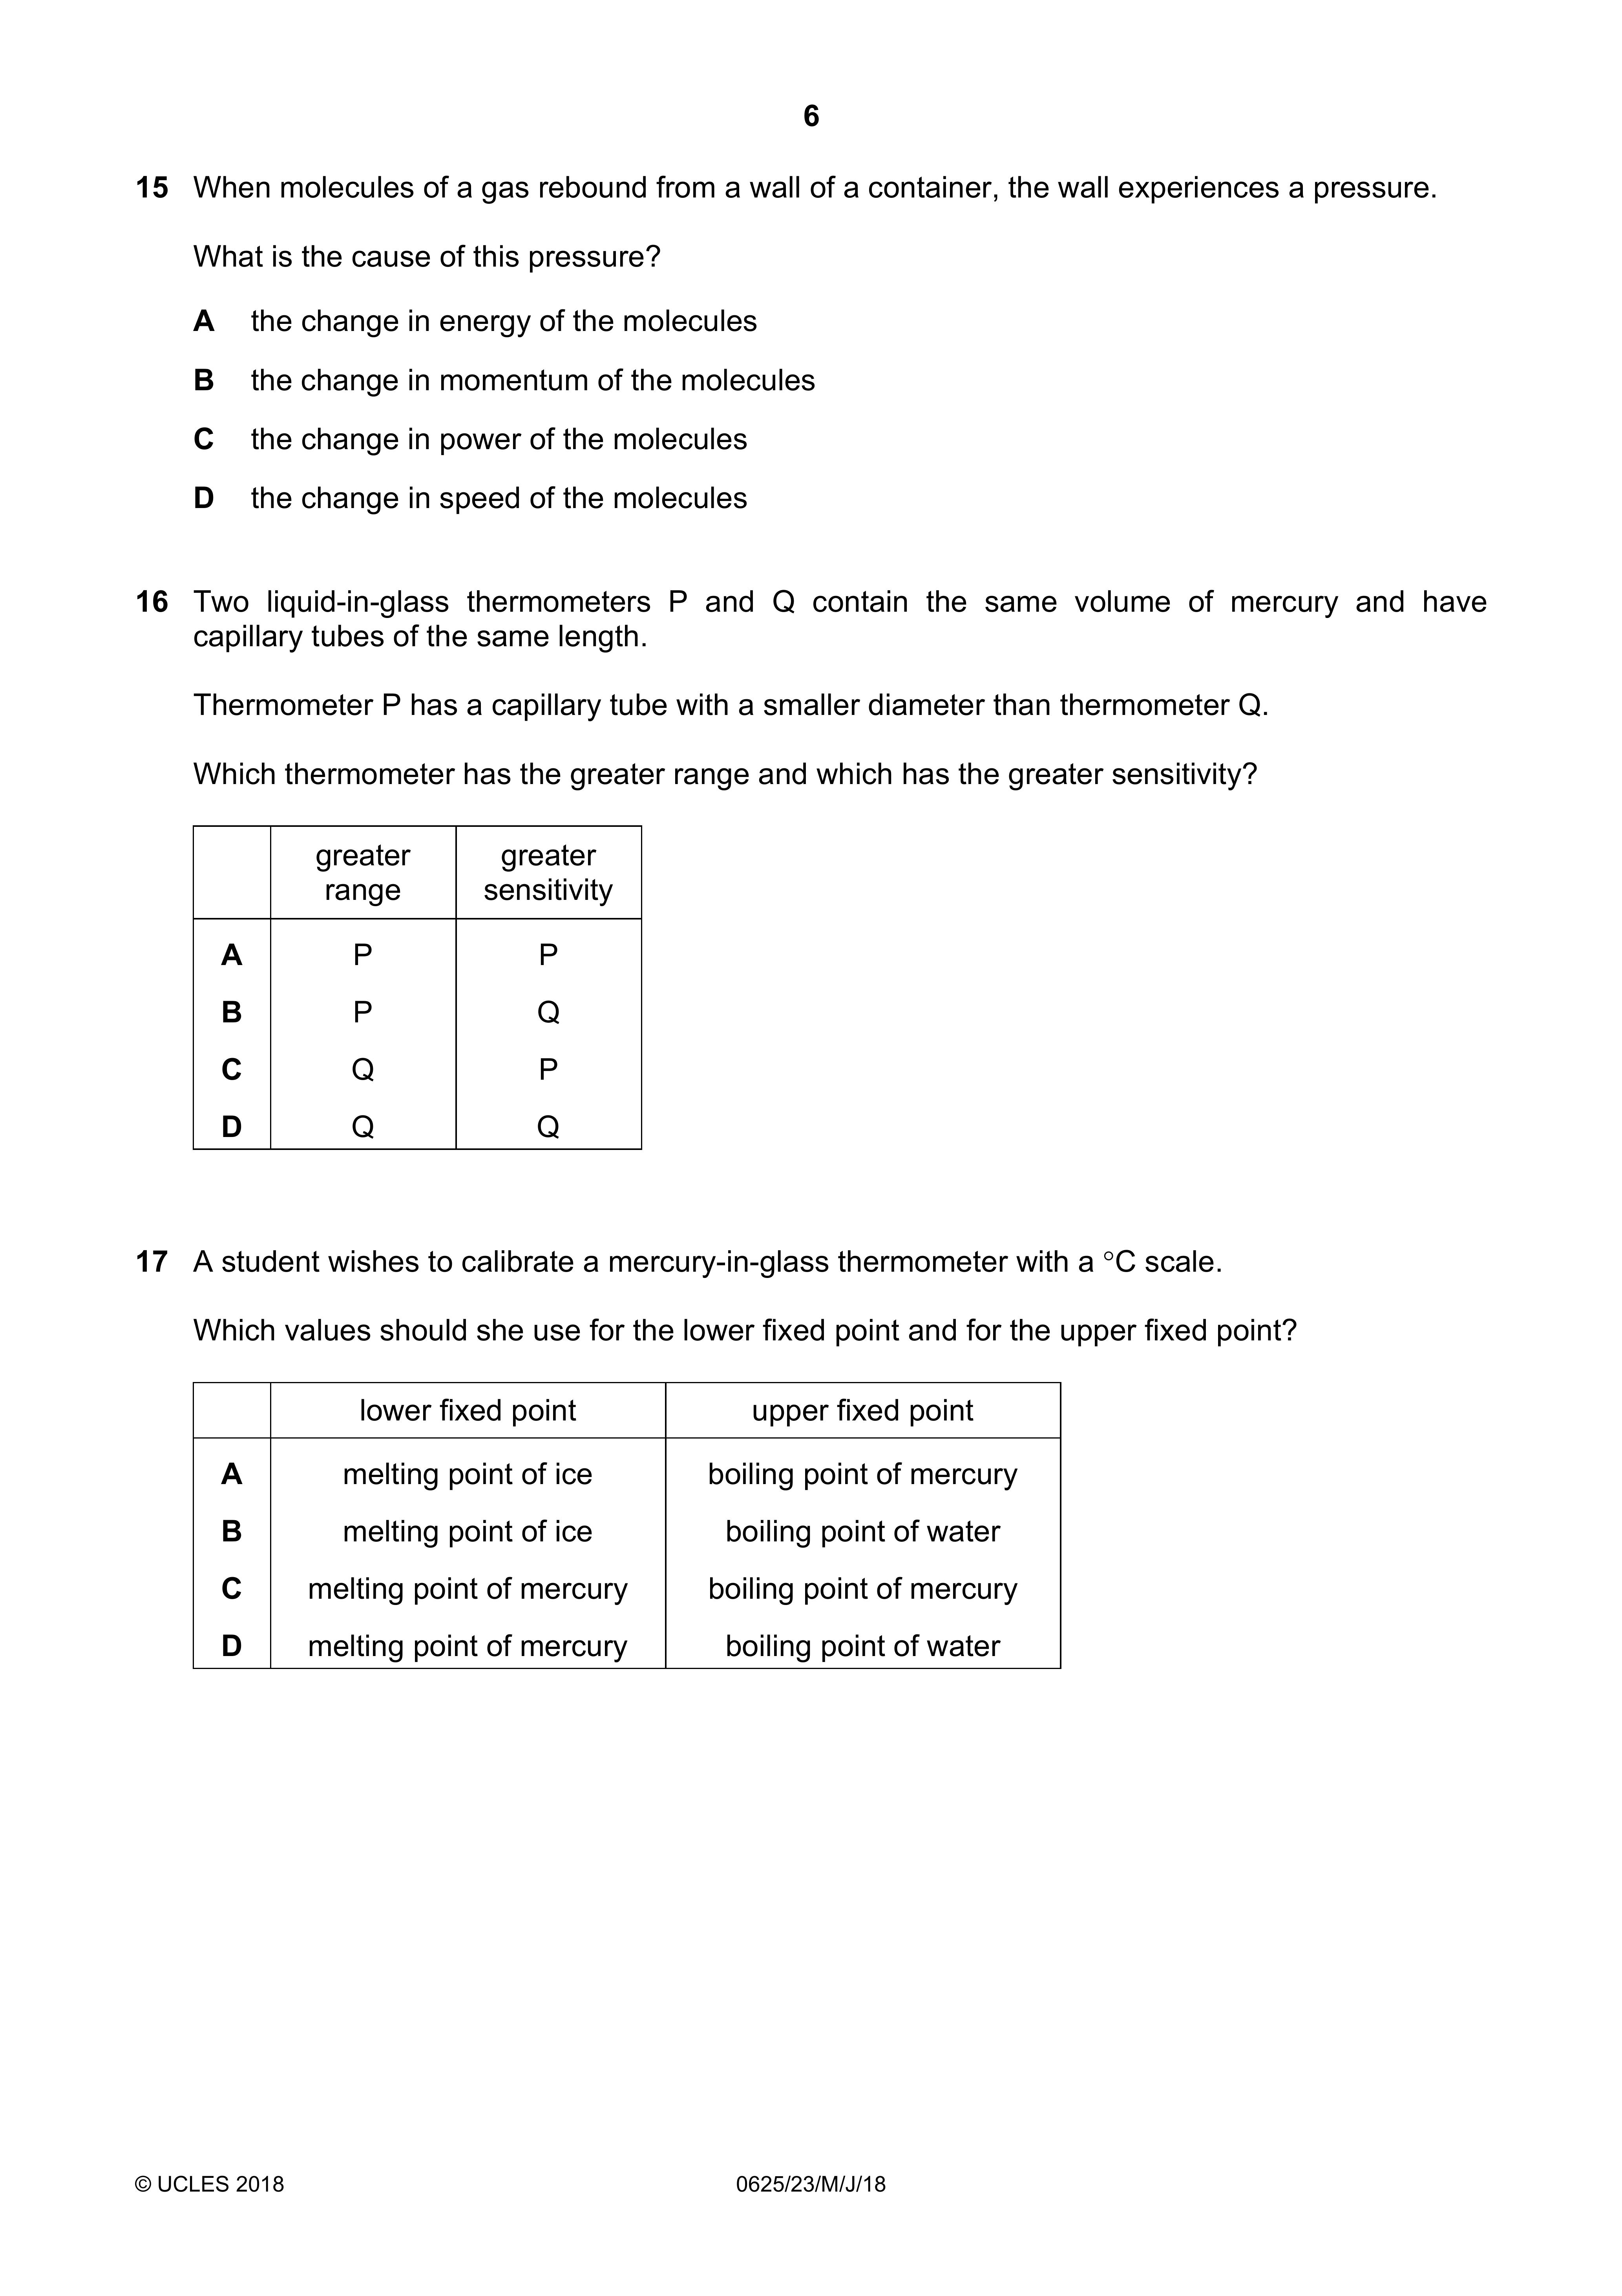 6
15 When molecules of a gas rebound from a wall of a container, the wall experiences a pressure.
What is the cause of this pressure?
A the change in energy of the molecules
B the change in momentum of the molecules
C the change in power of the molecules
D the change in speed of the molecules
16 Two liquid-in-glass thermometers P and Q contain the same volume of mercury and have
capillary tubes of the same length.
Thermometer P has a capillary tube with a smaller diameter than thermometer Q.
Which thermometer has the greater range and which has the greater sensitivity?
greater range greater sensitivity
A P P
B P Q
C Q P
D Q Q
17 A student wishes to calibrate a mercury-in-glass thermometer with a °C scale.
Which values should she use for the lower fixed point and for the upper fixed point?
lower fixed point upper fixed point
A melting point of ice boiling point of mercury
B melting point of ice boiling point of water
C melting point of mercury boiling point of mercury
D melting point of mercury boiling point of water
© UCLES 2018 0625/23/M/J/18